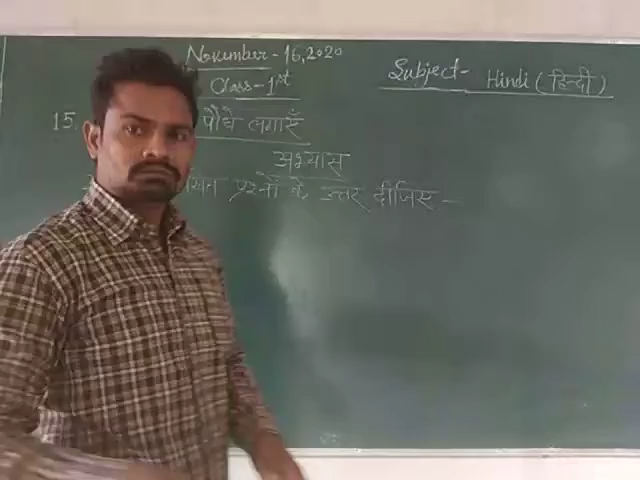 November - 16, 2020
Class - 1st
Subject - Hindi (हिन्दी)
15. पौधे लगाएँ
अभ्यास
प्रश्नों के उत्तर दीजिए -